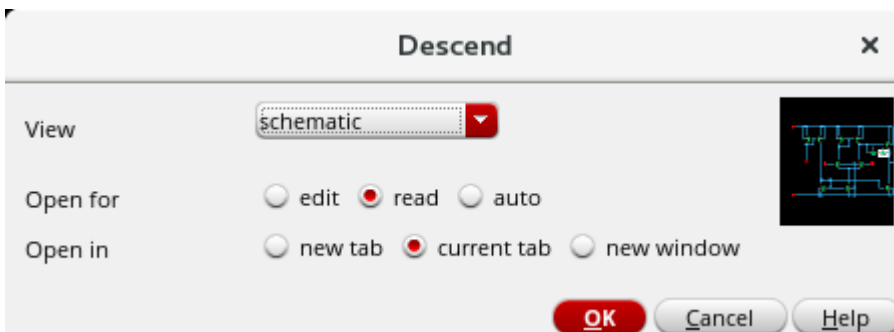 Descend
View schematic
Open for edit read auto
Open in new tab current tab new window
OK Cancel Help